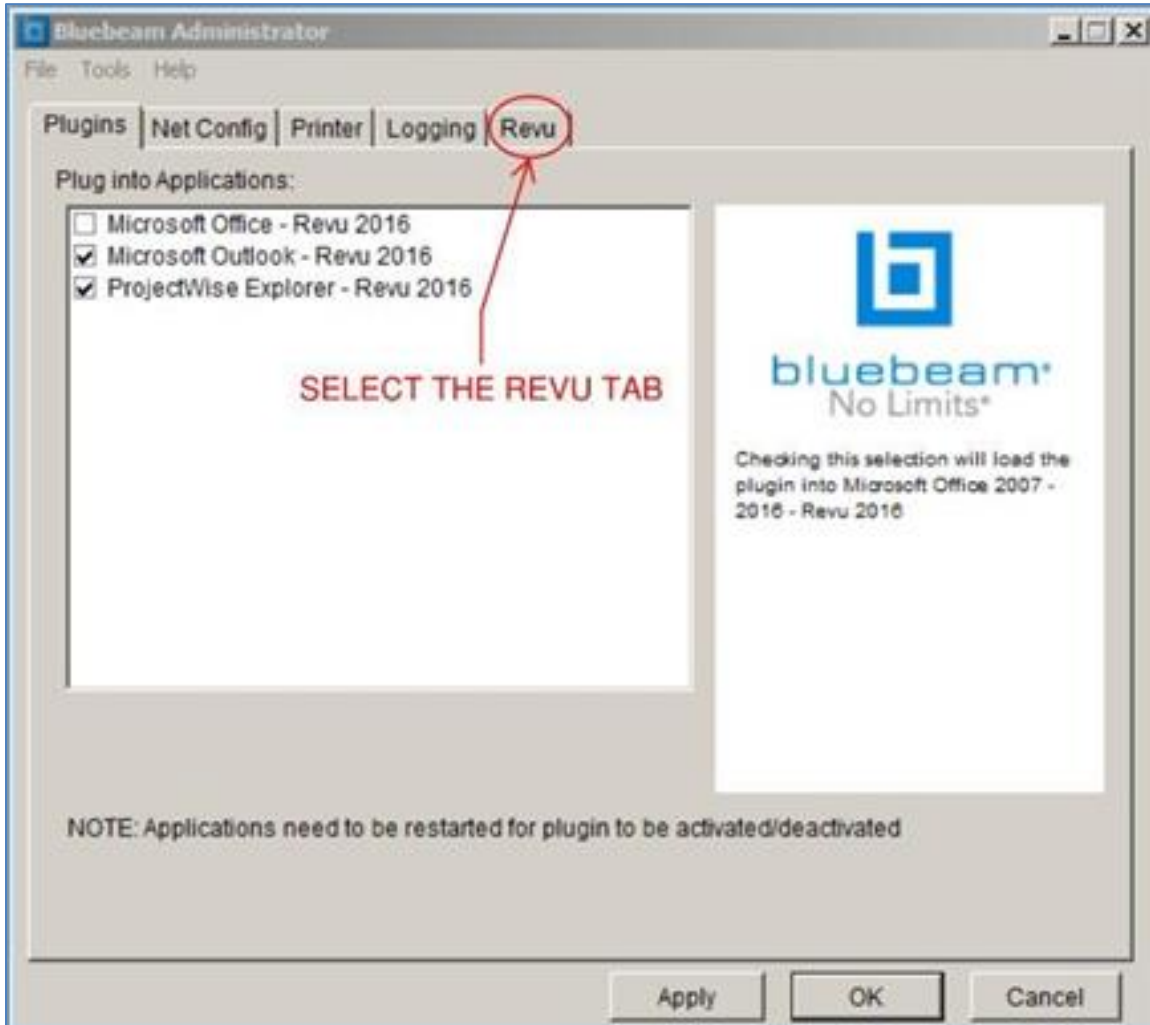 Bluebeam Administrator
File Tools Help
Plugins Net Config Printer Logging Revu
Plug into Applications:
Microsoft Office - Revu 2016
Microsoft Outlook - Revu 2016
ProjectWise Explorer - Revu 2016
SELECT THE REVU TAB
bluebeam®
No Limits®
Checking this selection will load the
plugin into Microsoft Office 2007 -
2016 - Revu 2016
NOTE: Applications need to be restarted for plugin to be activated/deactivated
Apply OK Cancel